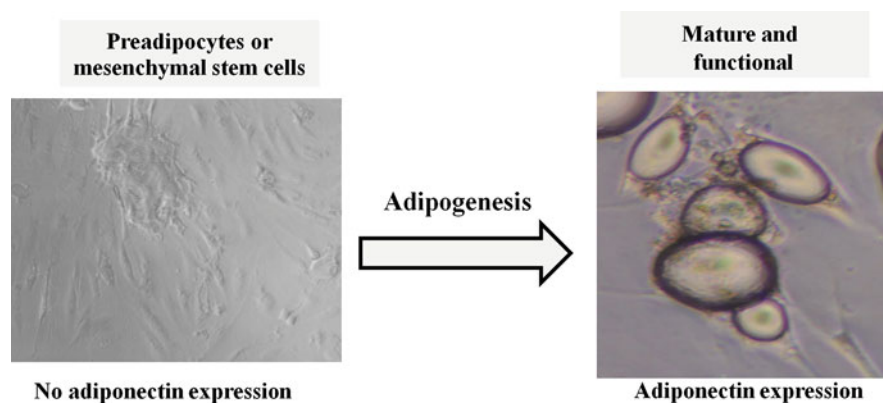 Preadipocytes or
mesenchymal stem cells
Mature and
functional
Adipogenesis
No adiponectin expression
Adiponectin expression